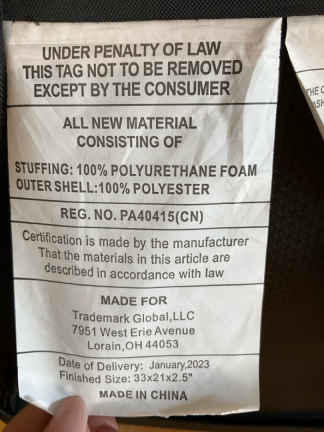 UNDER PENALTY OF LAW
THIS TAG NOT TO BE REMOVED
EXCEPT BY THE CONSUMER
ALL NEW MATERIAL
CONSISTING OF
STUFFING: 100% POLYURETHANE FOAM
OUTER SHELL:100% POLYESTER
REG. NO. PA40415(CN)
Certification is made by the manufacturer
That the materials in this article are
described in accordance with law
MADE FOR
Trademark Global,LLC
7951 West Erie Avenue
Lorain,OH 44053
Date of Delivery: January,2023
Finished Size: 33x21x2.5"
MADE IN CHINA
THE